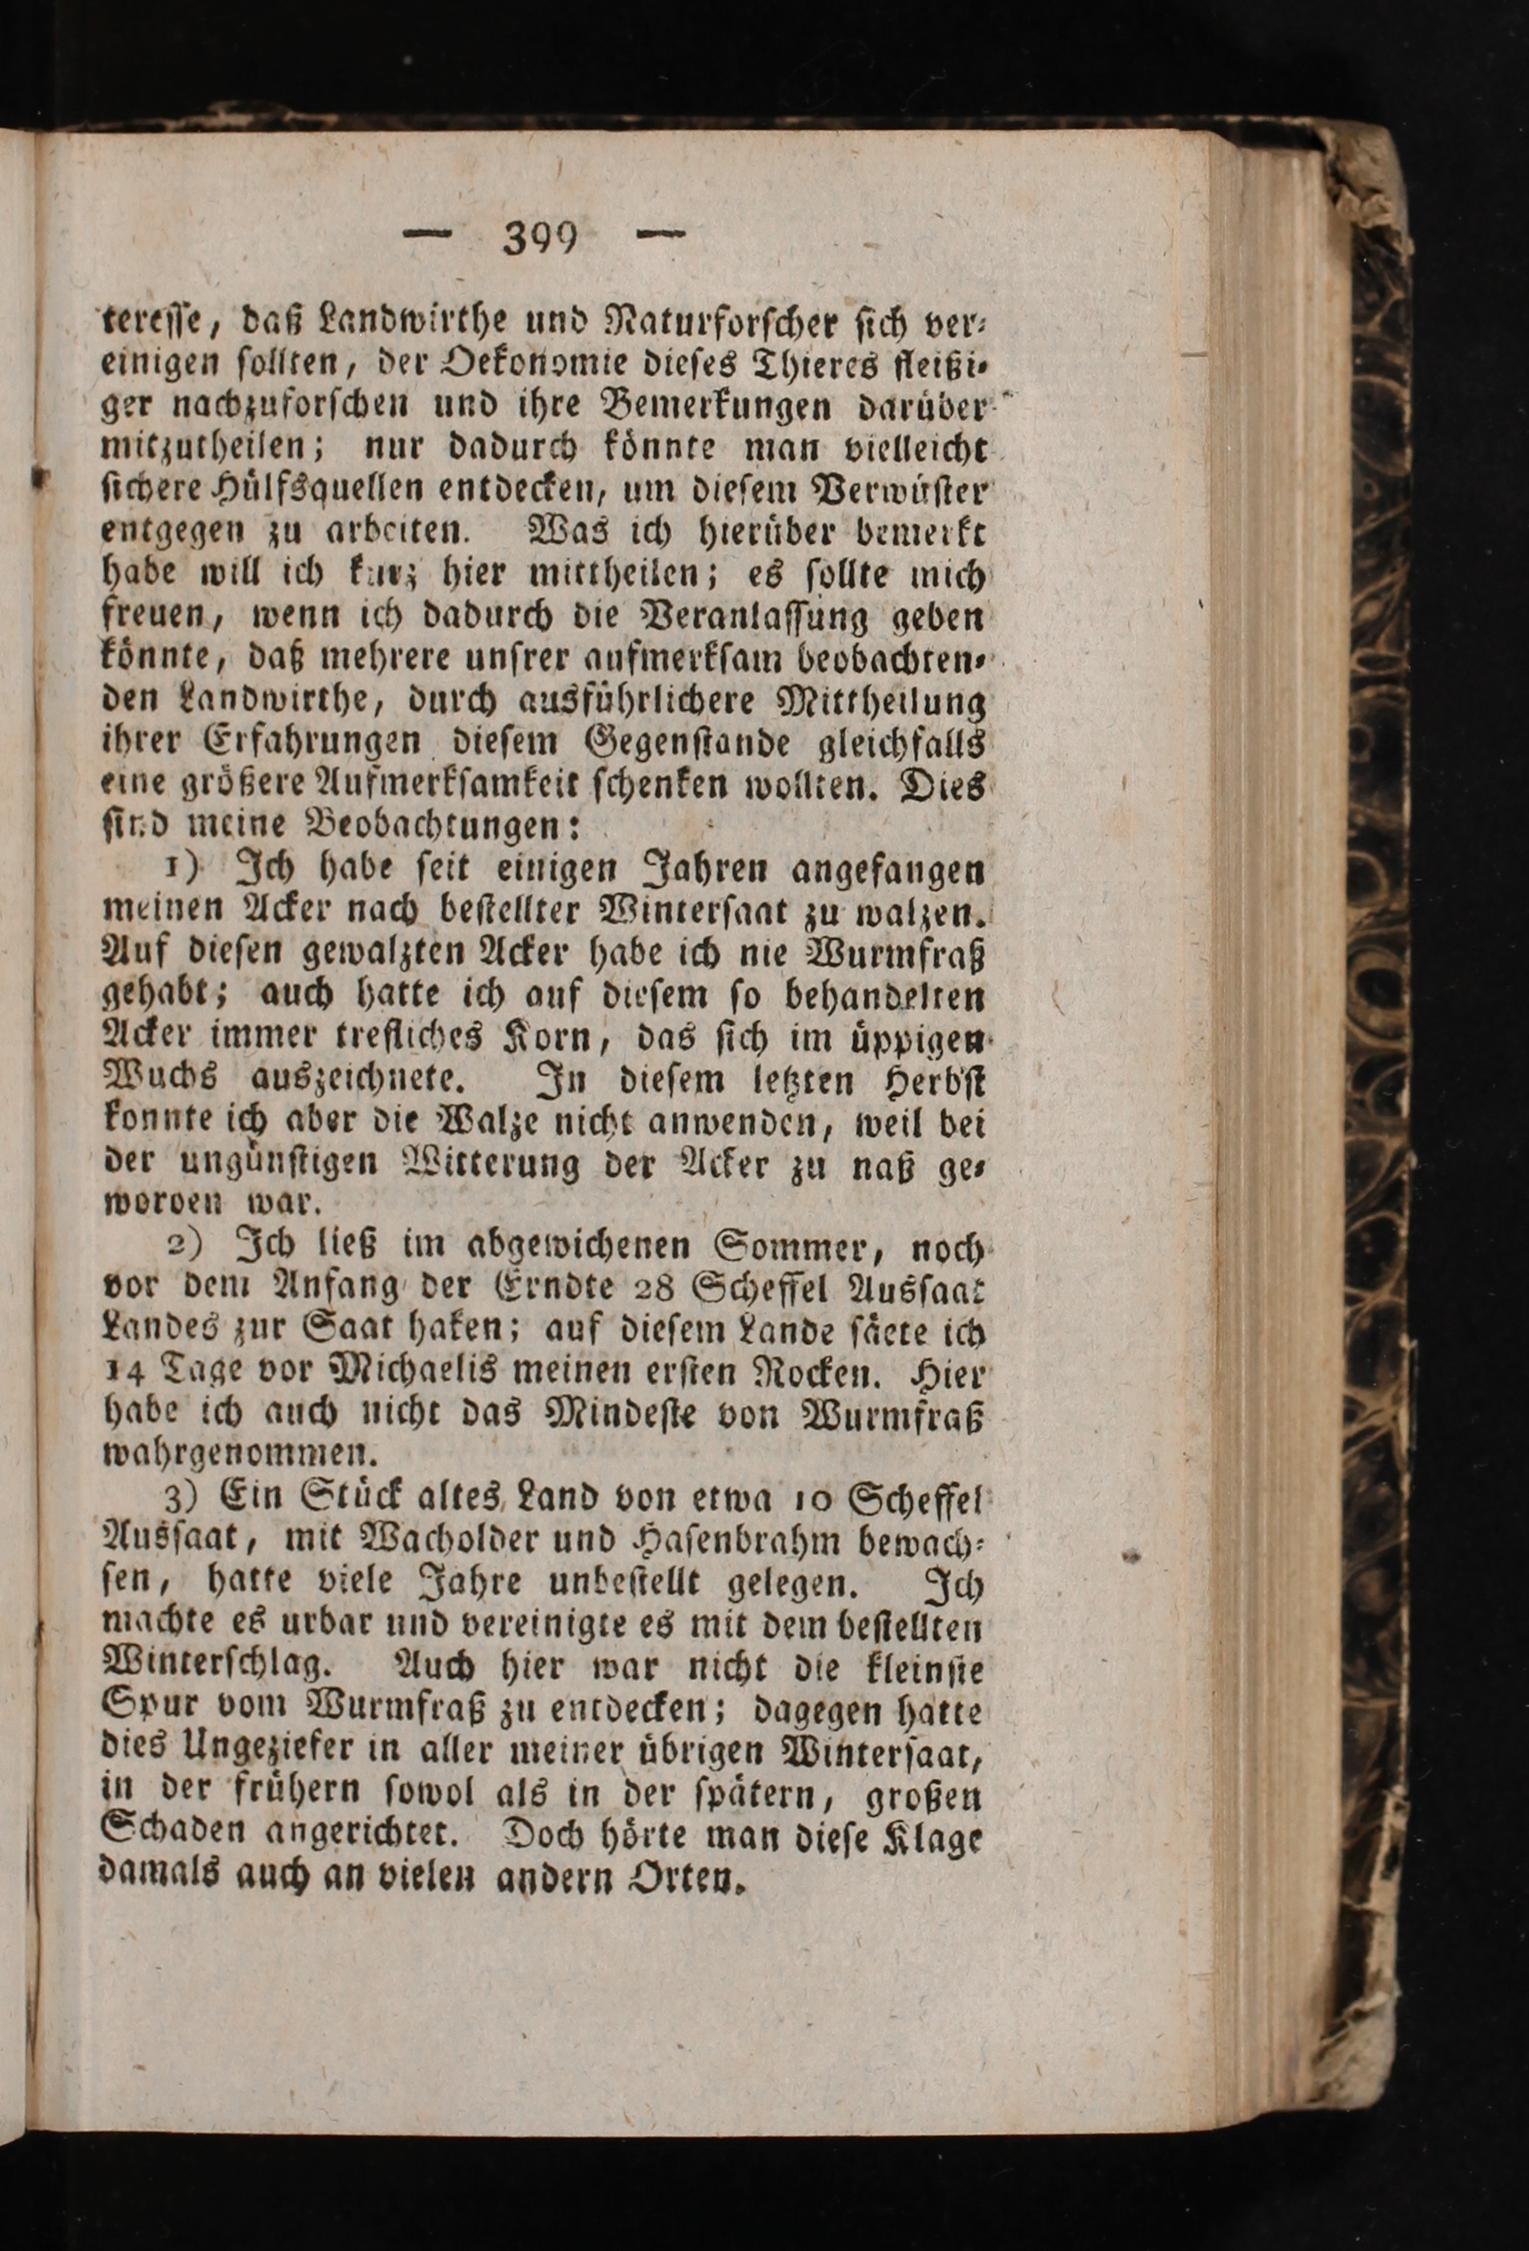 — 399 —
tereſſe, daß Landwirthe und Naturforſcher ſich ver-
einigen ſollten, der Oekonomie dieſes Thieres fleißi-
ger nachzuforſchen und ihre Bemerkungen darüber
mitzutheilen; nur dadurch könnte man vielleicht
ſichere Hülfsquellen entdecken, um dieſem Verwüſter
entgegen zu arbeiten. Was ich hierüber bemerkt
habe will ich kurz hier mittheilen; es ſollte mich
freuen, wenn ich dadurch die Veranlaſſung geben
könnte, daß mehrere unſrer aufmerkſam beobachten-
den Landwirthe, durch ausführlichere Mittheilung
ihrer Erfahrungen dieſem Gegenſtande gleichfalls
eine größere Aufmerkſamkeit ſchenken wollten. Dies
ſind meine Beobachtungen:
1) Ich habe ſeit einigen Jahren angefangen
meinen Acker nach beſtellter Winterſaat zu walzen.
Auf dieſen gewalzten Acker habe ich nie Wurmfraß
gehabt; auch hatte ich auf dieſem ſo behandelten
Acker immer trefliches Korn, das ſich im üppigen
Wuchs auszeichnete. In dieſem letzten Herbſt
konnte ich aber die Walze nicht anwenden, weil bei
der ungünſtigen Witterung der Acker zu naß ge-
worden war.
2) Ich ließ im abgewichenen Sommer, noch
vor dem Anfang der Erndte 28 Scheffel Ausſaat
Landes zur Saat haken; auf dieſem Lande ſäete ich
14 Tage vor Michaelis meinen erſten Rocken. Hier
habe ich auch nicht das Mindeſte von Wurmfraß
wahrgenommen.
3) Ein Stück altes Land von etwa 10 Scheffel
Ausſaat, mit Wacholder und Haſenbrahm bewach-
ſen, hatte viele Jahre unbeſtellt gelegen. Ich
machte es urbar und vereinigte es mit dem beſtellten
Winterſchlag. Auch hier war nicht die kleinſte
Spur vom Wurmfraß zu entdecken; dagegen hatte
dies Ungeziefer in aller meiner übrigen Winterſaat,
in der frühern ſowol als in der ſpätern, großen
Schaden angerichtet. Doch hörte man dieſe Klage
damals auch an vielen andern Orten.